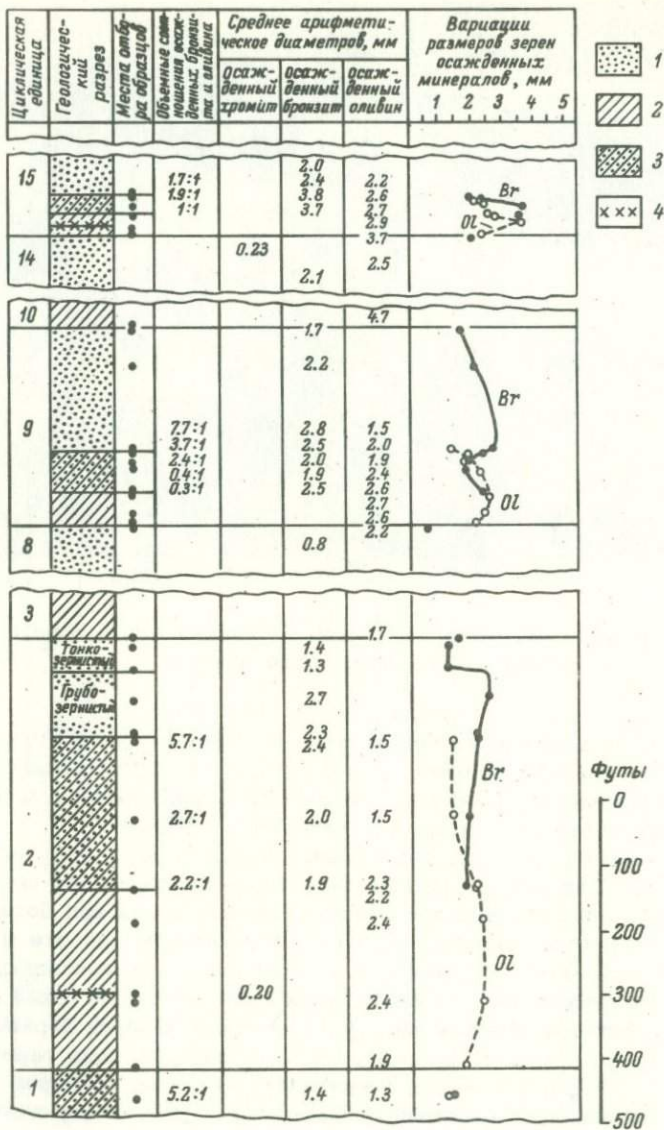 Циклическая единица
Геологический разрез
Места отбора образцов
Объемные соотношения осажденных бронзита и оливина
Среднее арифметическое диаметров, мм
Осажденный хромит
Осажденный бронзит
Осажденный оливин
Вариации
размеров зерен
осажденных
минералов, мм
1 2 3 4 5
1
2
3
4
15
2.0
1.7:1 2.4 2.2
1.9:1 3.8 2.6
1:1 3.7 2.7
2.9
3.7
Br
Ol
14
0.23
2.5
2.1
10
4.7
1.7
2.2
9
Br
7.7:1 2.8 1.5
3.7:1 2.5 2.0
2.4:1 2.0 1.9
0.4:1 1.9 2.4
0.3:1 2.5 2.6
2.7
2.6
2.2
Ol
8
0.8
3
1.7
Тонко-
зернистый
1.4
1.3
Грубо-
зернистый
2.7
2.3
5.7:1 2.4 1.5
Br
2.7:1 2.0 1.5
2
2.2:1 1.9 2.3
2.2
2.4
Ol
0.20
2.4
1.9
1
5.2:1 1.4 1.3
Футы
0
100
200
300
400
500